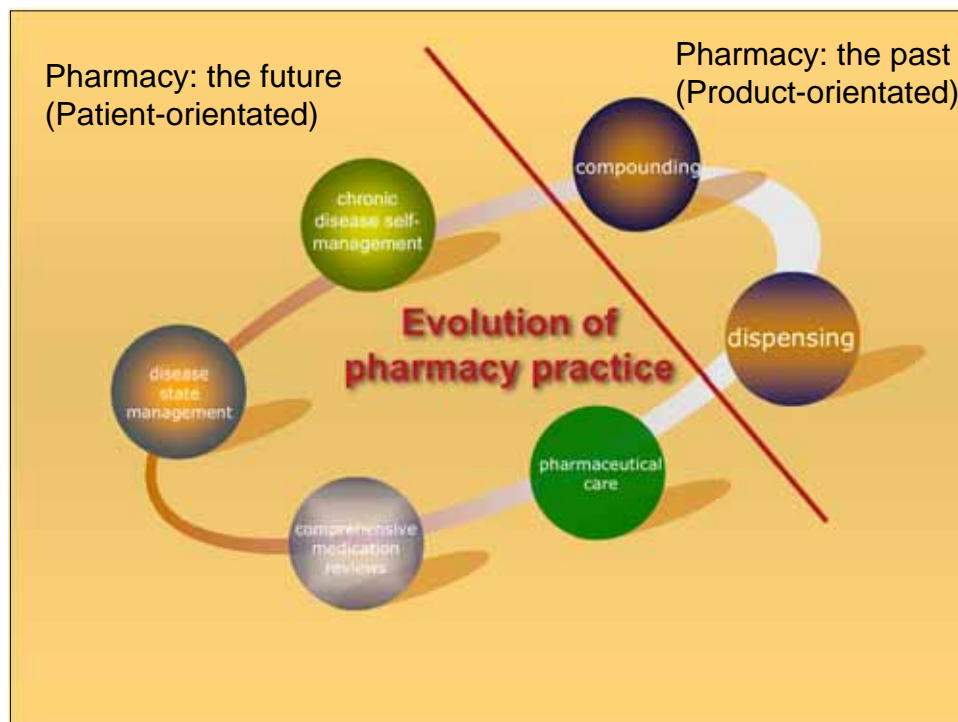 Pharmacy: the future
(Patient-orientated)
Pharmacy: the past
(Product-orientated)
compounding
chronic
disease self-
management
Evolution of
pharmacy practice
dispensing
disease
state
management
pharmaceutical
care
comprehensive
medication
reviews